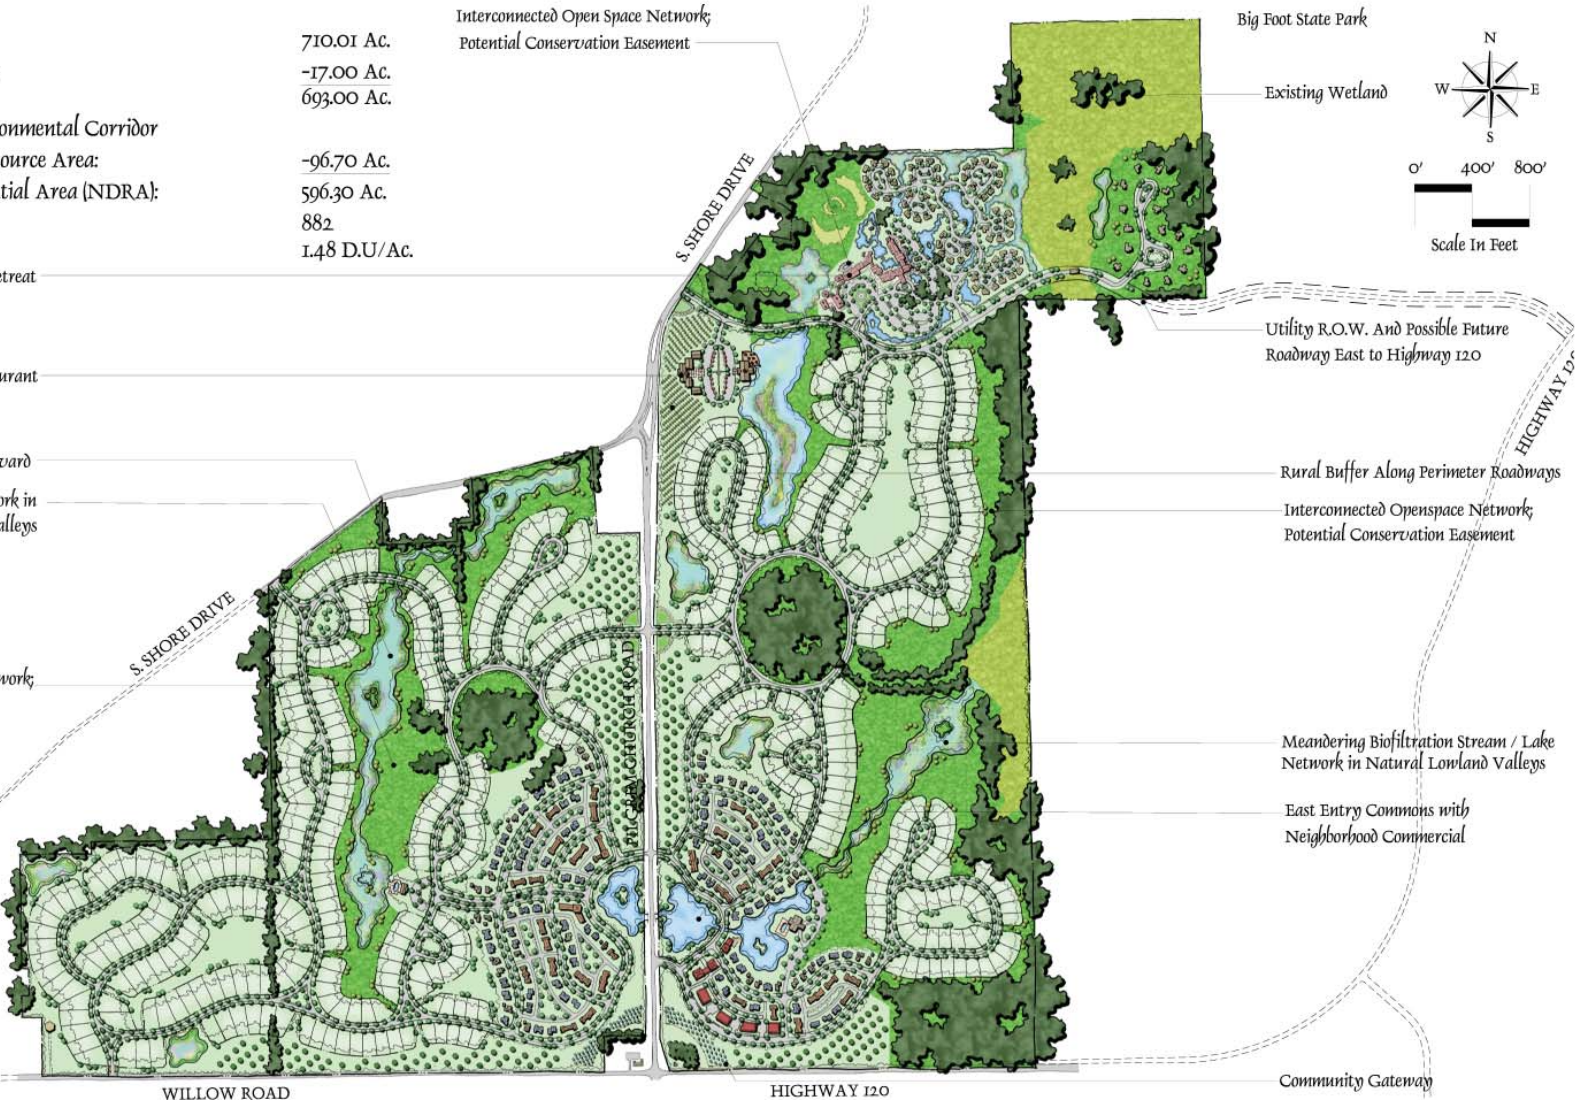 710.01 Ac.
-17.00 Ac.
693.00 Ac.
onmental Corridor
ource Area: -96.70 Ac.
tial Area (NDRA): 596.30 Ac.
882
1.48 D.U/Ac.
etreat
urant
vard
ork in
alleys
work;
Interconnected Open Space Network;
Potential Conservation Easement
Big Foot State Park
Existing Wetland
N
W E
S
0' 400' 800'
Scale In Feet
S. SHORE DRIVE
Utility R.O.W. And Possible Future
Roadway East to Highway 120
HIGHWAY 120
Rural Buffer Along Perimeter Roadways
Interconnected Openspace Network;
Potential Conservation Easement
S. SHORE DRIVE
CHURCH ROAD
Meandering Biofiltration Stream / Lake
Network in Natural Lowland Valleys
East Entry Commons with
Neighborhood Commercial
Community Gateway
WILLOW ROAD
HIGHWAY 120